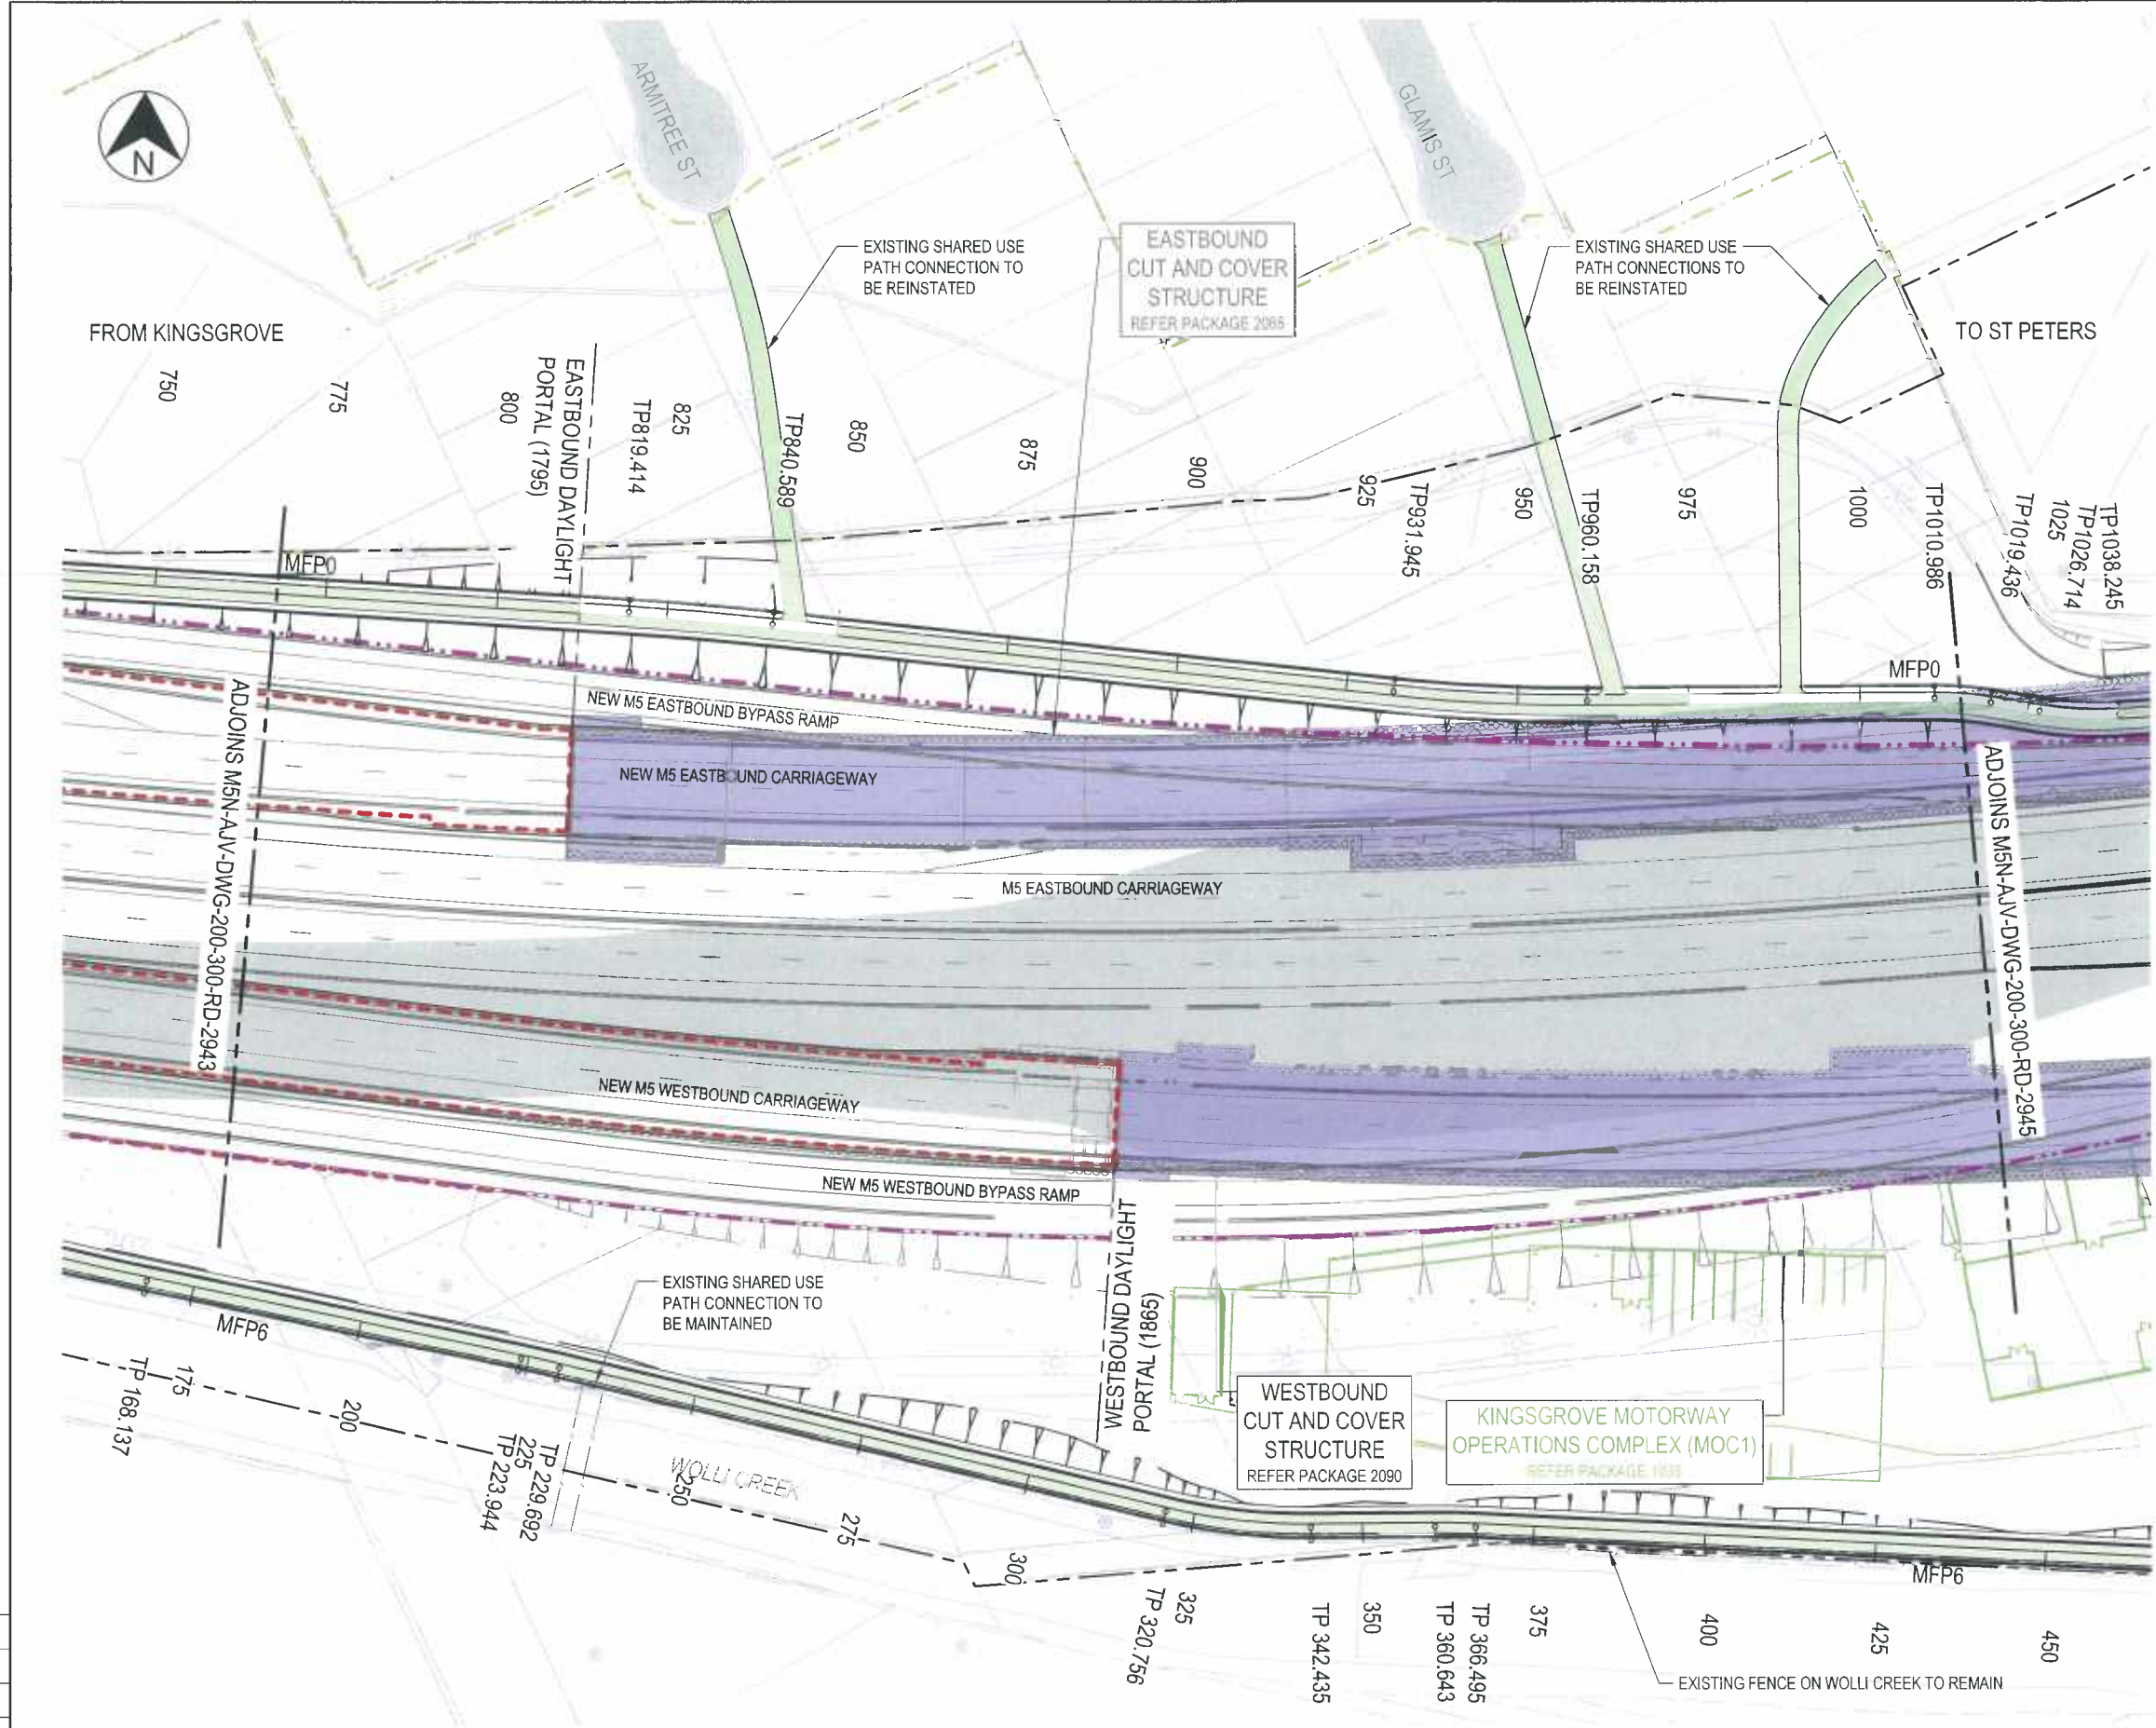 ARMITREE ST
GLAMIS ST
N
EXISTING SHARED USE
PATH CONNECTION TO
BE REINSTATED
EASTBOUND
CUT AND COVER
STRUCTURE
EXISTING SHARED USE
PATH CONNECTIONS TO
BE REINSTATED
FROM KINGSGROVE
TO ST PETERS
750
775
800
EASTBOUND DAYLIGHT
PORTAL (1795)
TP819.414
825
TP840.589
850
875
900
925
TP931.945
950
TP960.158
975
1000
TP1010.986
TP1019.436
1025
TP1026.714
TP1038.245
MFP0
MFP0
NEW M5 EASTBOUND BYPASS RAMP
NEW M5 EASTBOUND CARRIAGEWAY
M5 EASTBOUND CARRIAGEWAY
ADJOINS M5N-AJV-DWG-200-300-RD-2943
ADJOINS M5N-AJV-DWG-200-300-RD-2945
NEW M5 WESTBOUND CARRIAGEWAY
NEW M5 WESTBOUND BYPASS RAMP
WESTBOUND DAYLIGHT
PORTAL (1865)
EXISTING SHARED USE
PATH CONNECTION TO
BE MAINTAINED
MFP6
WESTBOUND
CUT AND COVER
STRUCTURE
REFER PACKAGE 2090
KINGSGROVE MOTORWAY
OPERATIONS COMPLEX (MOC1)
REFER PACKAGE
WOLLI CREEK
TP 168.137
175
200
TP 223.944
225
TP 229.692
250
275
300
TP 320.756
325
TP 342.435
350
TP 360.643
TP 366.495
375
400
425
450
MFP6
EXISTING FENCE ON WOLLI CREEK TO REMAIN